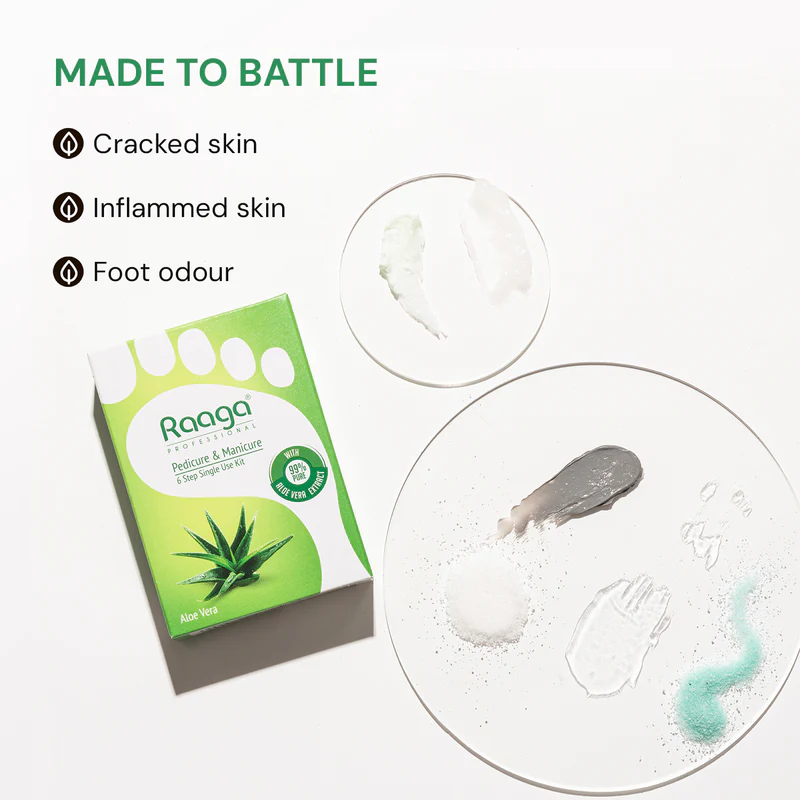 MADE TO BATTLE
Cracked skin
Inflammed skin
Foot odour
Raaga®
PROFESSIONAL
Pedicure & Manicure
6 Step Single Use Kit
WITH
99%
PURE
ALOE VERA EXTRACT
Aloe Vera